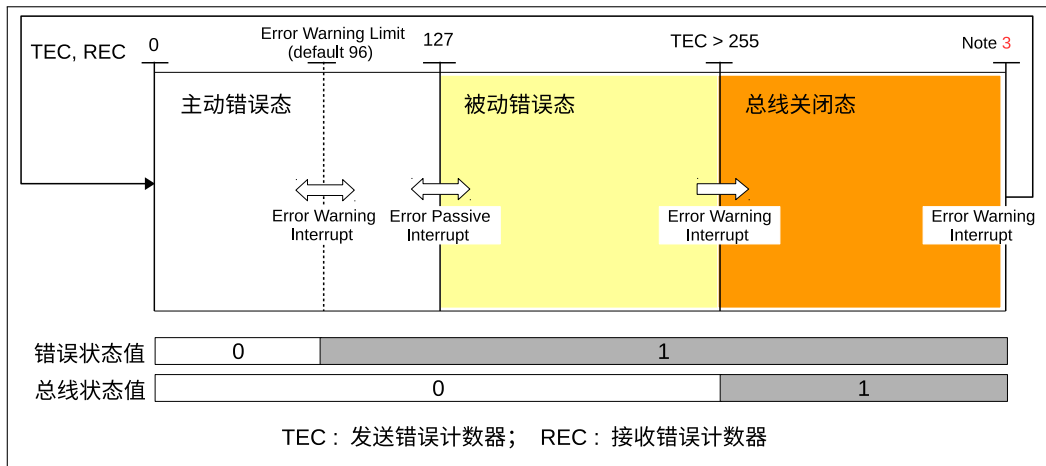 TEC, REC
0
Error Warning Limit
(default 96)
127
TEC > 255
Note 3
主动错误态
被动错误态
总线关闭态
Error Warning
Interrupt
Error Passive
Interrupt
Error Warning
Interrupt
Error Warning
Interrupt
错误状态值 0 1
总线状态值 0 1
TEC : 发送错误计数器； REC : 接收错误计数器